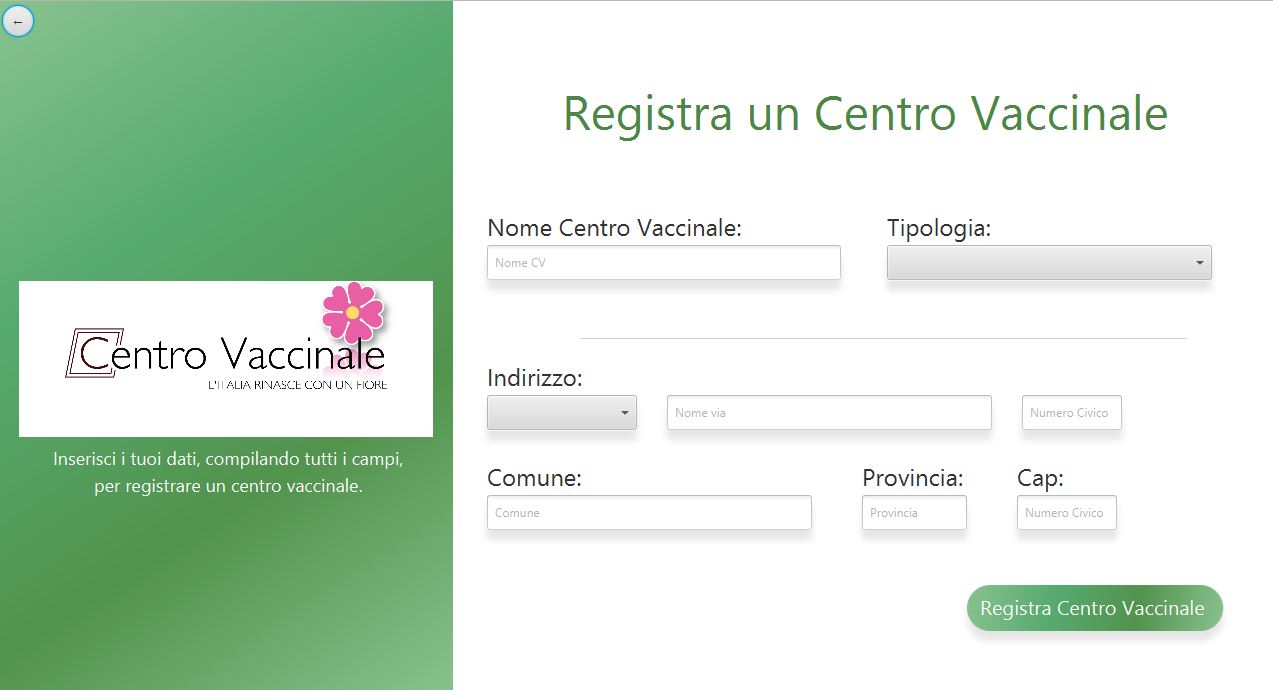 ←
Registra un Centro Vaccinale
Nome Centro Vaccinale:
Tipologia:
Nome CV
Centro Vaccinale
L'ITALIA RINASCE CON UN FIORE
Inserisci i tuoi dati, compilando tutti i campi,
per registrare un centro vaccinale.
Indirizzo:
Nome via
Numero Civico
Comune:
Provincia:
Cap:
Comune
Provincia
Numero Civico
Registra Centro Vaccinale